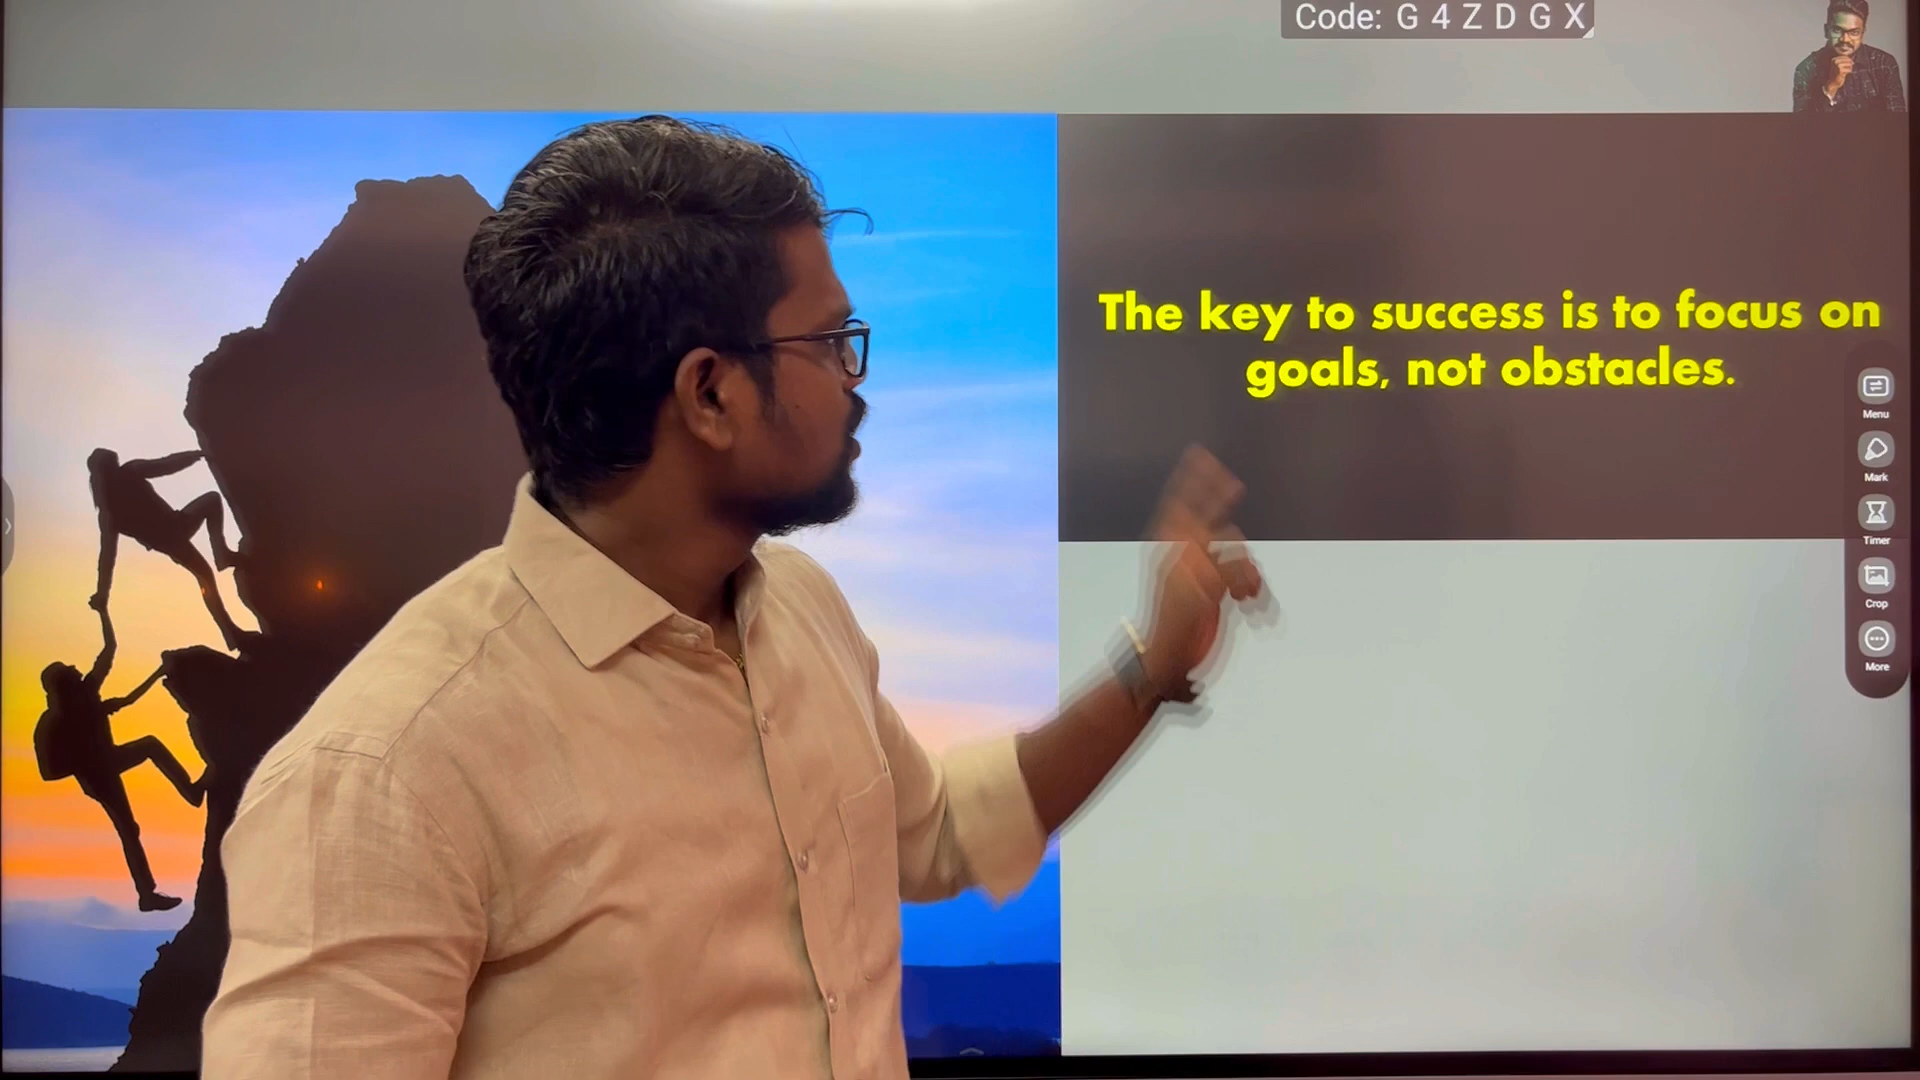 Code: G 4 Z D G X
The key to success is to focus on
goals, not obstacles.
Menu
Mark
Timer
Crop
More